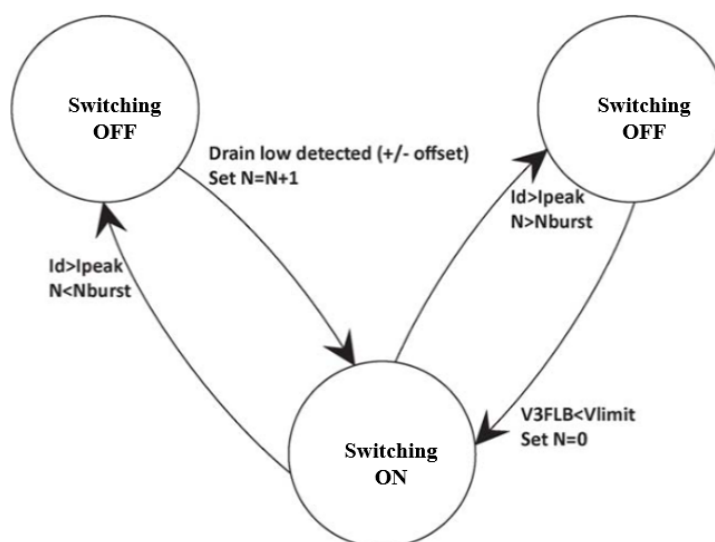 Switching
OFF
Switching
OFF
Drain low detected (+/- offset)
Set N=N+1
Id>Ipeak
N>Nburst
Id>Ipeak
N<Nburst
V3FLB<Vlimit
Set N=0
Switching
ON